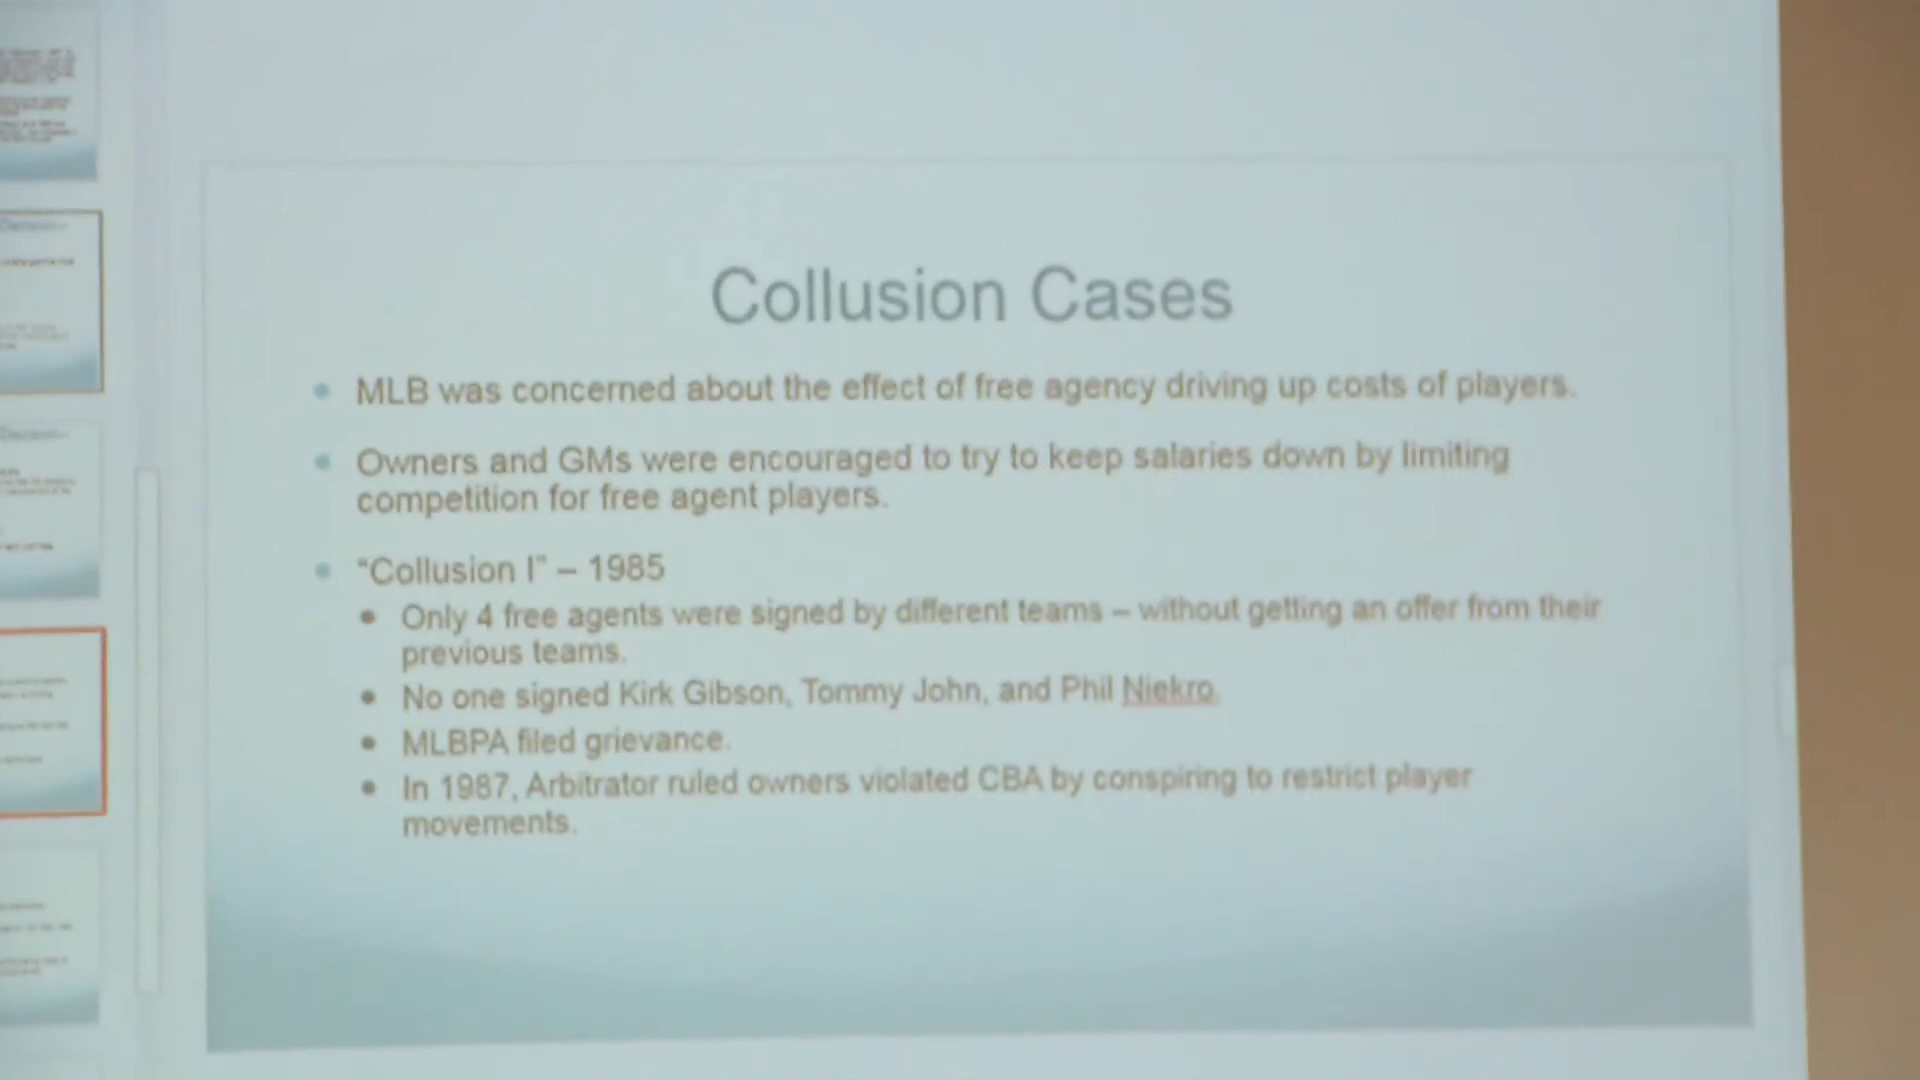 Collusion Cases
MLB was concerned about the effect of free agency driving up costs of players.
Owners and GMs were encouraged to try to keep salaries down by limiting
competition for free agent players.
“Collusion I” – 1985
Only 4 free agents were signed by different teams – without getting an offer from their
previous teams.
No one signed Kirk Gibson, Tommy John, and Phil Niekro.
MLBPA filed grievance.
In 1987, Arbitrator ruled owners violated CBA by conspiring to restrict player
movements.